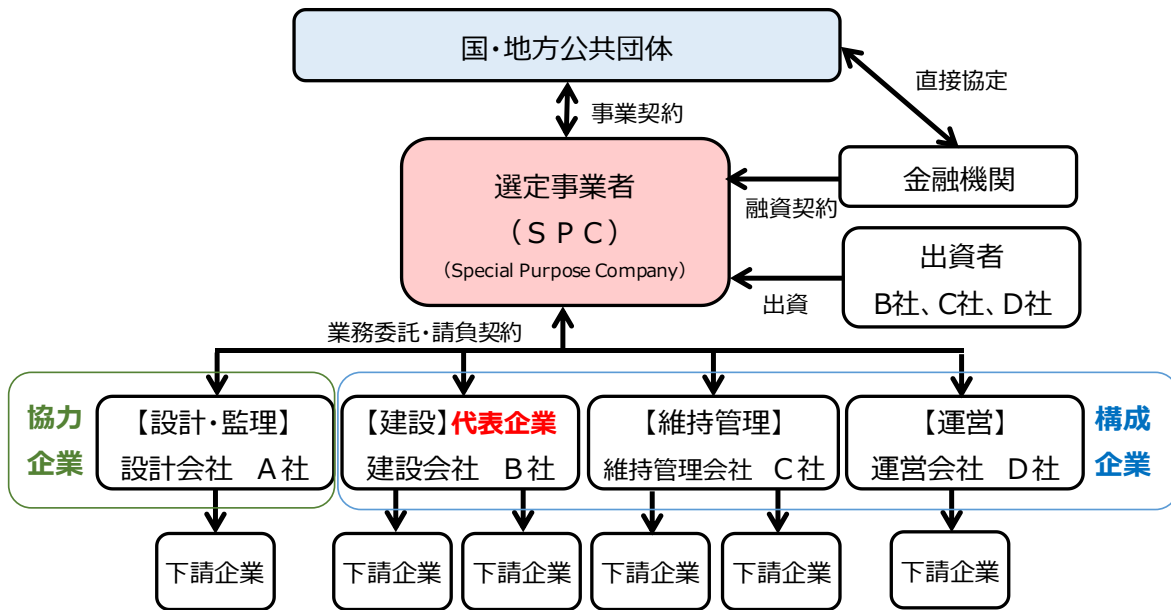 国・地方公共団体
直接協定
事業契約
選定事業者
（ＳＰＣ）
（Special Purpose Company）
金融機関
融資契約
出資者
B社、C社、D社
出資
業務委託・請負契約
協力
企業
【設計・監理】
設計会社　A社
【建設】代表企業
建設会社　B社
【維持管理】
維持管理会社　C社
【運営】
運営会社　D社
構成
企業
下請企業
下請企業
下請企業
下請企業
下請企業
下請企業